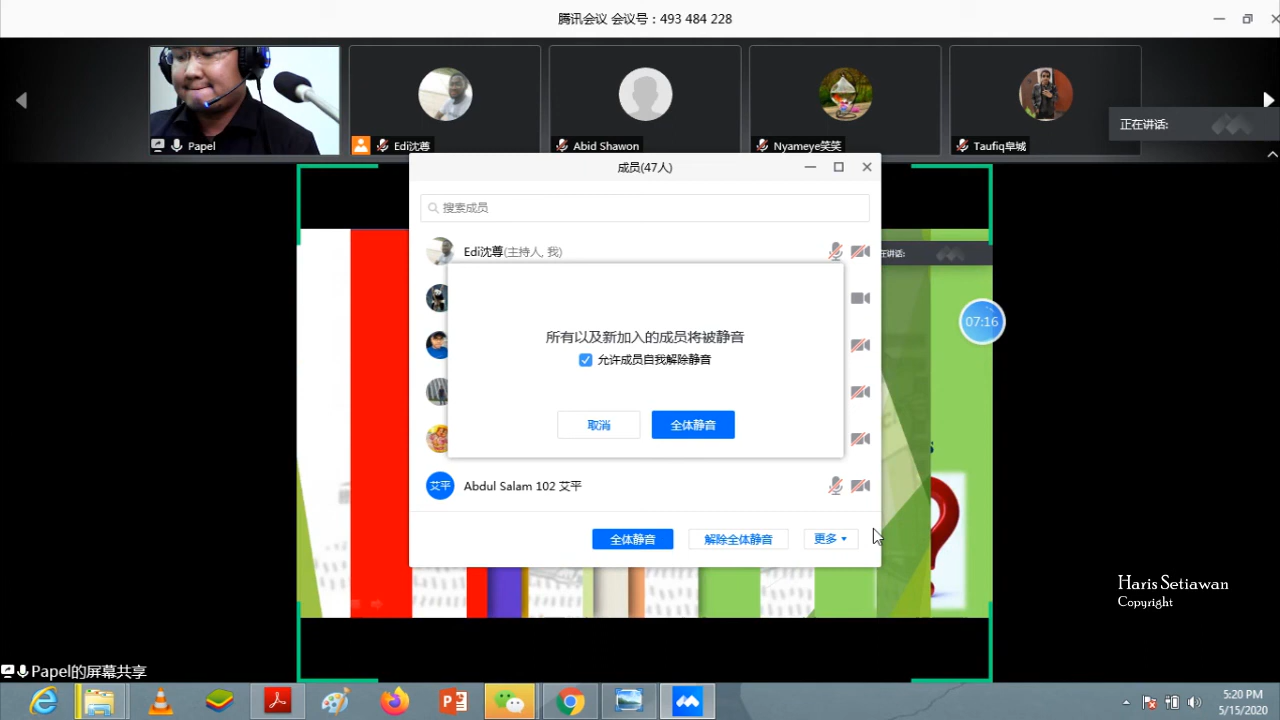 腾讯会议 会议号：493 484 228
Papel
Edi沈尊
Abid Shawon
Nyameye笑笑
Taufiq皁城
正在讲话:
成员(47人)
搜索成员
Edi沈尊(主持人, 我)
在讲话:
07:16
所有以及新加入的成员将被静音
允许成员自我解除静音
取消
全体静音
艾平
Abdul Salam 102 艾平
全体静音
解除全体静音
更多
Haris Setiawan
Copyright
Papel的屏幕共享
5:20 PM
5/15/2020